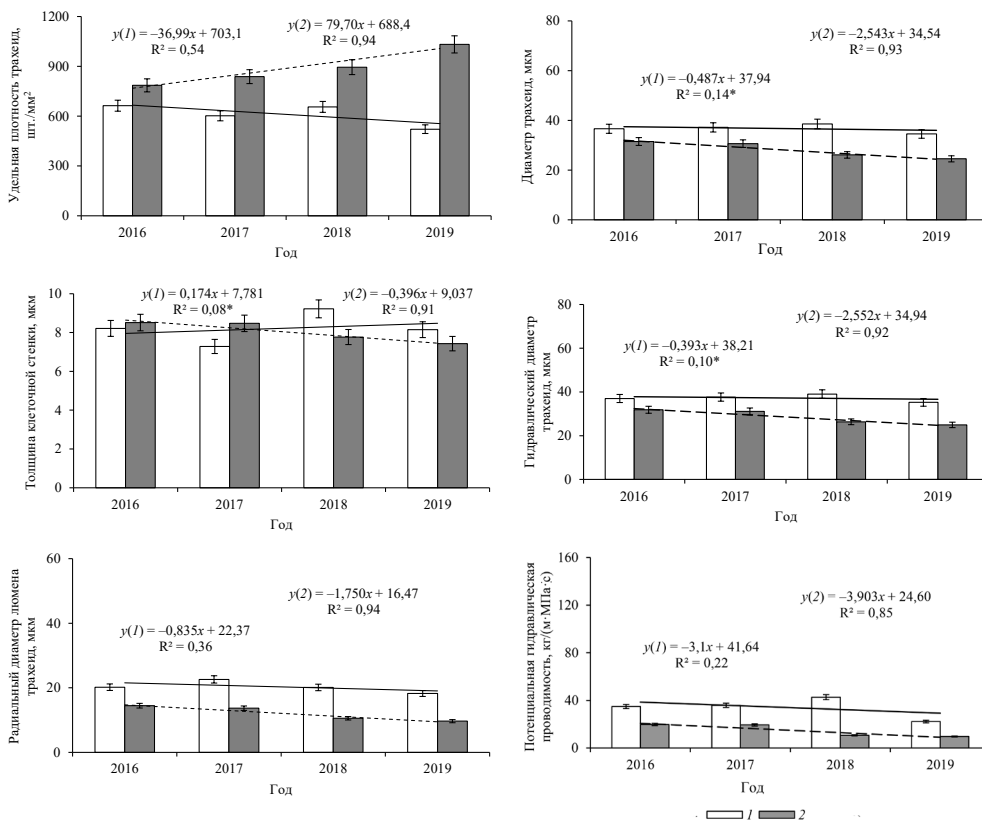 Удельная плотность трахеид,
шт./мм²
1200
900
600
300
0
y(1) = –36,99x + 703,1
R² = 0,54
y(2) = 79,70x + 688,4
R² = 0,94
2016 2017 2018 2019
Год
Диаметр трахеид, мкм
80
60
40
20
0
y(1) = –0,487x + 37,94
R² = 0,14*
y(2) = –2,543x + 34,54
R² = 0,93
2016 2017 2018 2019
Год
Толщина клеточной стенки, мкм
10
8
6
4
2
0
y(1) = 0,174x + 7,781
R² = 0,08*
y(2) = –0,396x + 9,037
R² = 0,91
2016 2017 2018 2019
Год
Гидравлический диаметр
трахеид, мкм
80
60
40
20
0
y(1) = –0,393x + 38,21
R² = 0,10*
y(2) = –2,552x + 34,94
R² = 0,92
2016 2017 2018 2019
Год
Радиальный диаметр люмена
трахеид, мкм
60
40
20
0
y(1) = –0,835x + 22,37
R² = 0,36
y(2) = –1,750x + 16,47
R² = 0,94
2016 2017 2018 2019
Год
Потенциальная гидравлическая
проводимость, кг/(м·МПа·с)
160
120
80
40
0
y(1) = –3,1x + 41,64
R² = 0,22
y(2) = –3,903x + 24,60
R² = 0,85
2016 2017 2018 2019
Год
1 2